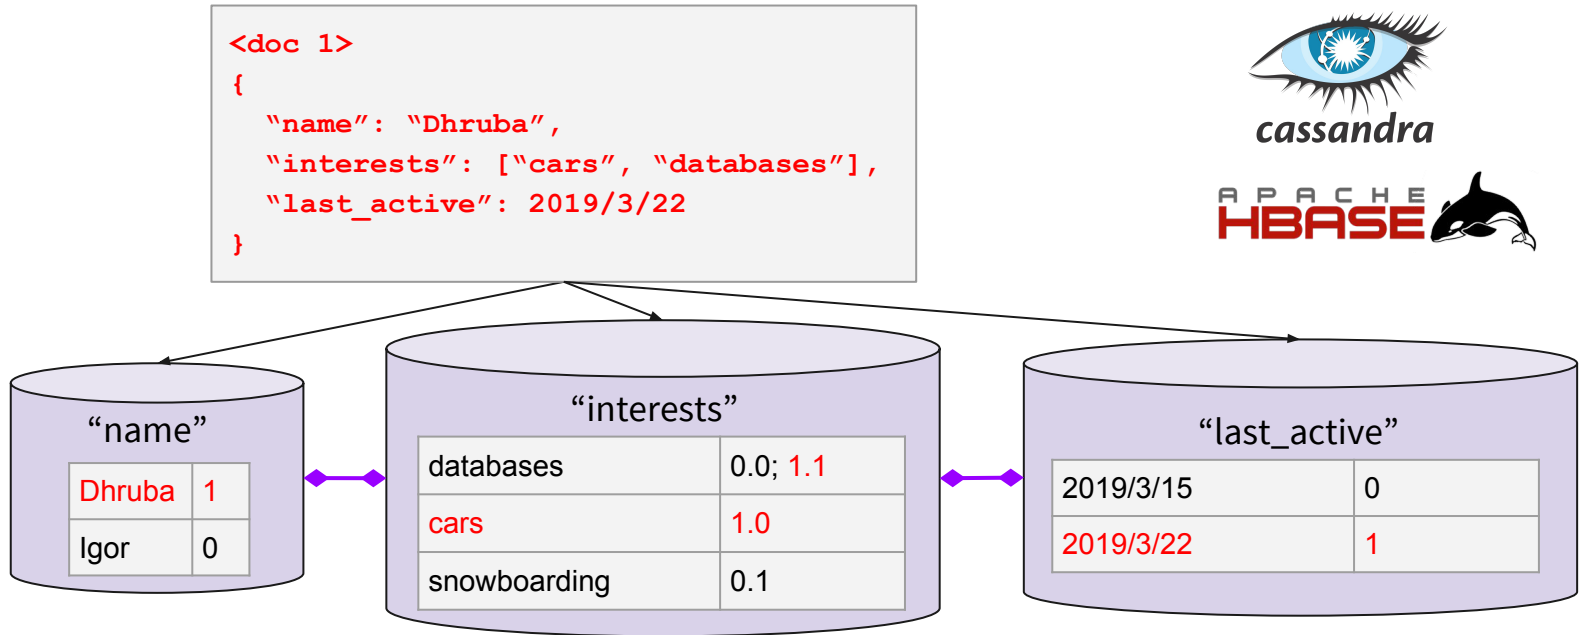 <doc 1>
{
“name”: “Dhruba”,
“interests”: [“cars”, “databases”],
“last_active”: 2019/3/22
}
cassandra
APACHE
HBASE
“name”
Dhruba 1
Igor 0
“interests”
databases 0.0; 1.1
cars 1.0
snowboarding 0.1
“last_active”
2019/3/15 0
2019/3/22 1